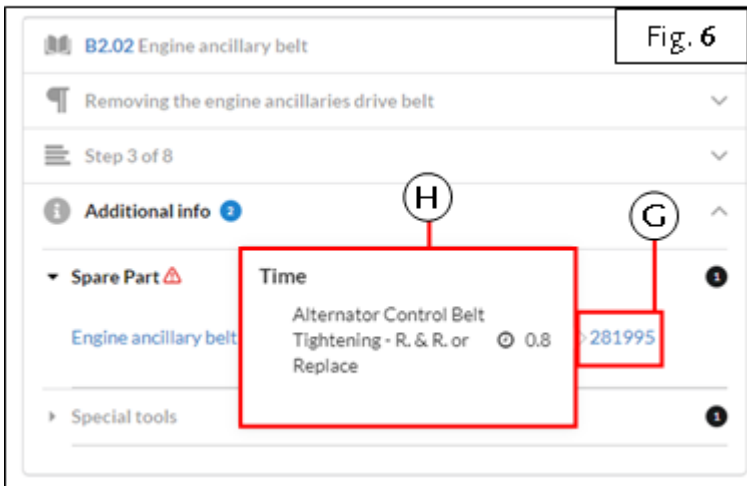 Fig. 6
B2.02 Engine ancillary belt
Removing the engine ancillaries drive belt
Step 3 of 8
Additional info 2
H
G
Spare Part 1
Time
Alternator Control Belt
Tightening - R. & R. or 0.8
Replace
Engine ancillary belt 281995
Special tools 1